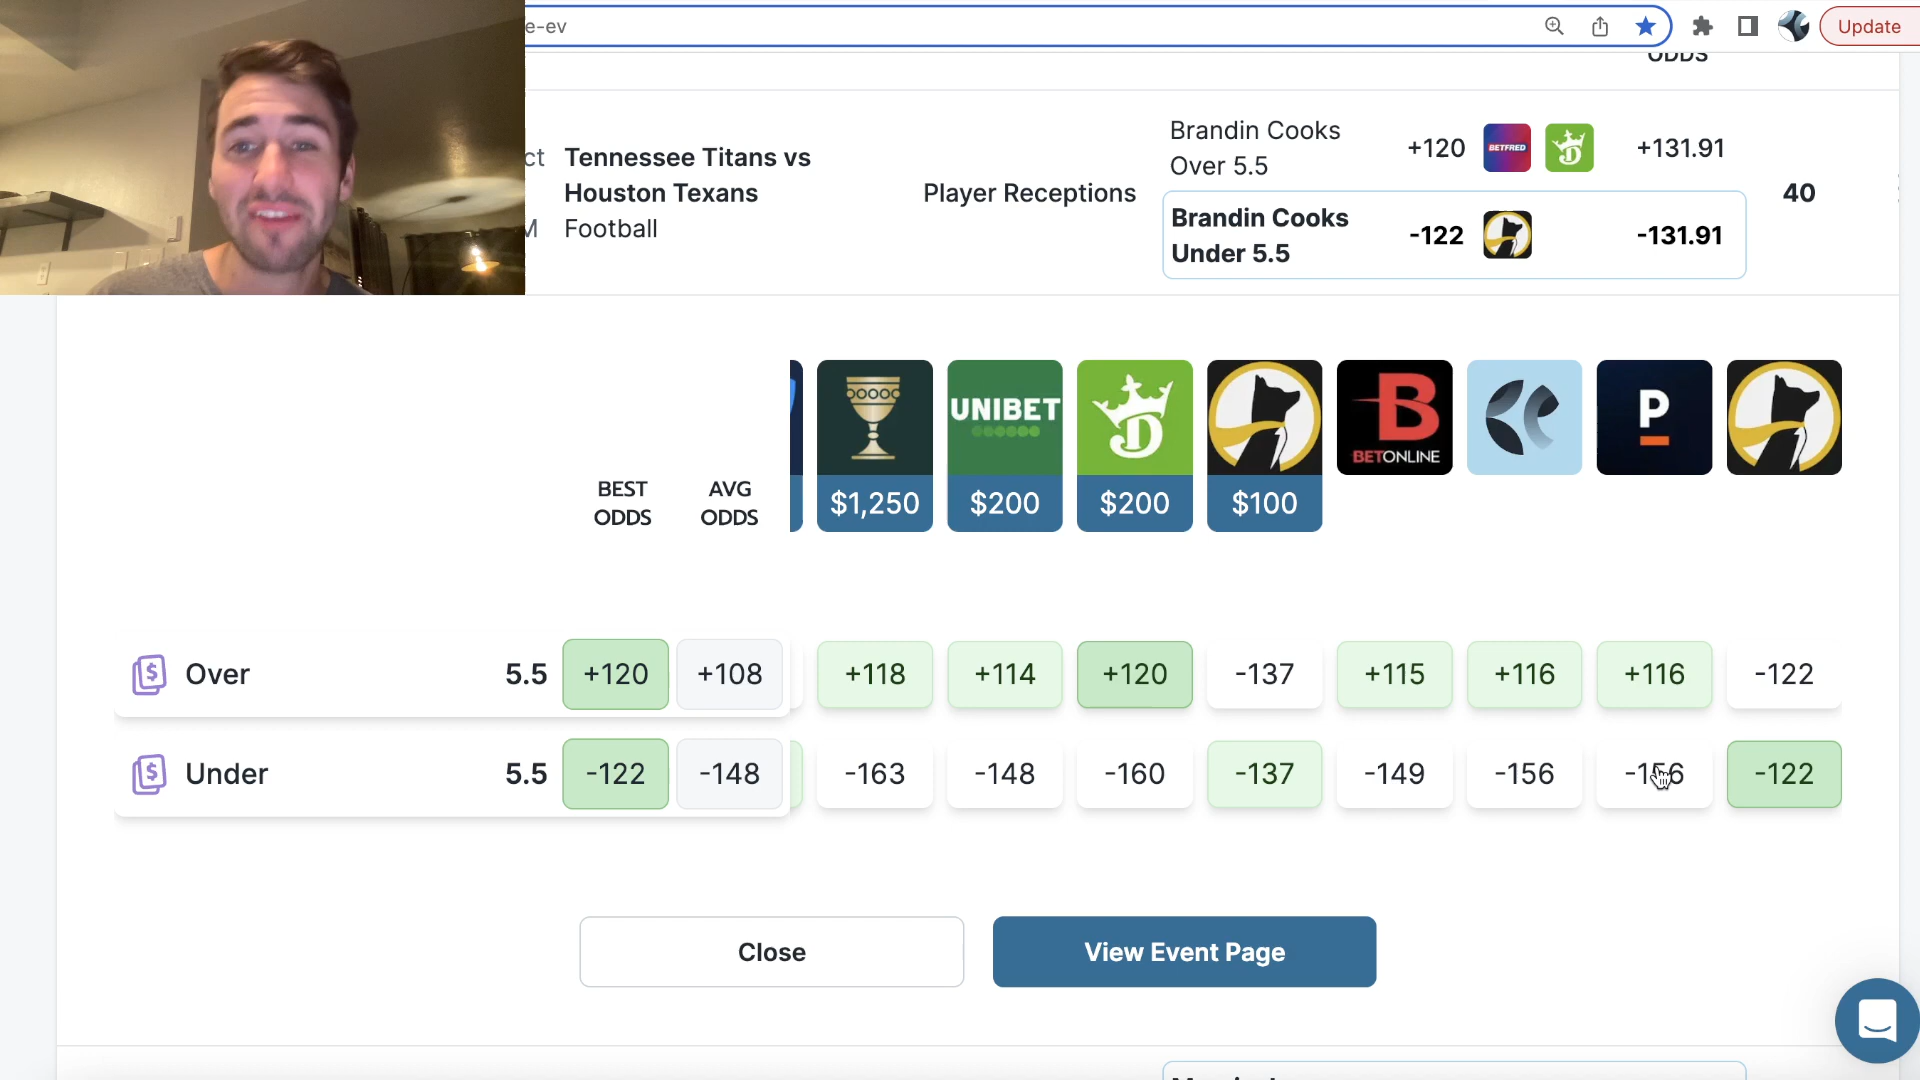 e-ev
Update
ODDS
ct
Tennessee Titans vs
Houston Texans
M
Football
Player Receptions
Brandin Cooks
Over 5.5
+120
BETFRED
+131.91
Brandin Cooks
Under 5.5
-122
-131.91
40
BEST
ODDS
AVG
ODDS
$1,250
UNIBET
$200
$200
$100
B
BETONLINE
P
Over 5.5 +120 +108 +118 +114 +120 -137 +115 +116 +116 -122
Under 5.5 -122 -148 -163 -148 -160 -137 -149 -156 -156 -122
Close
View Event Page